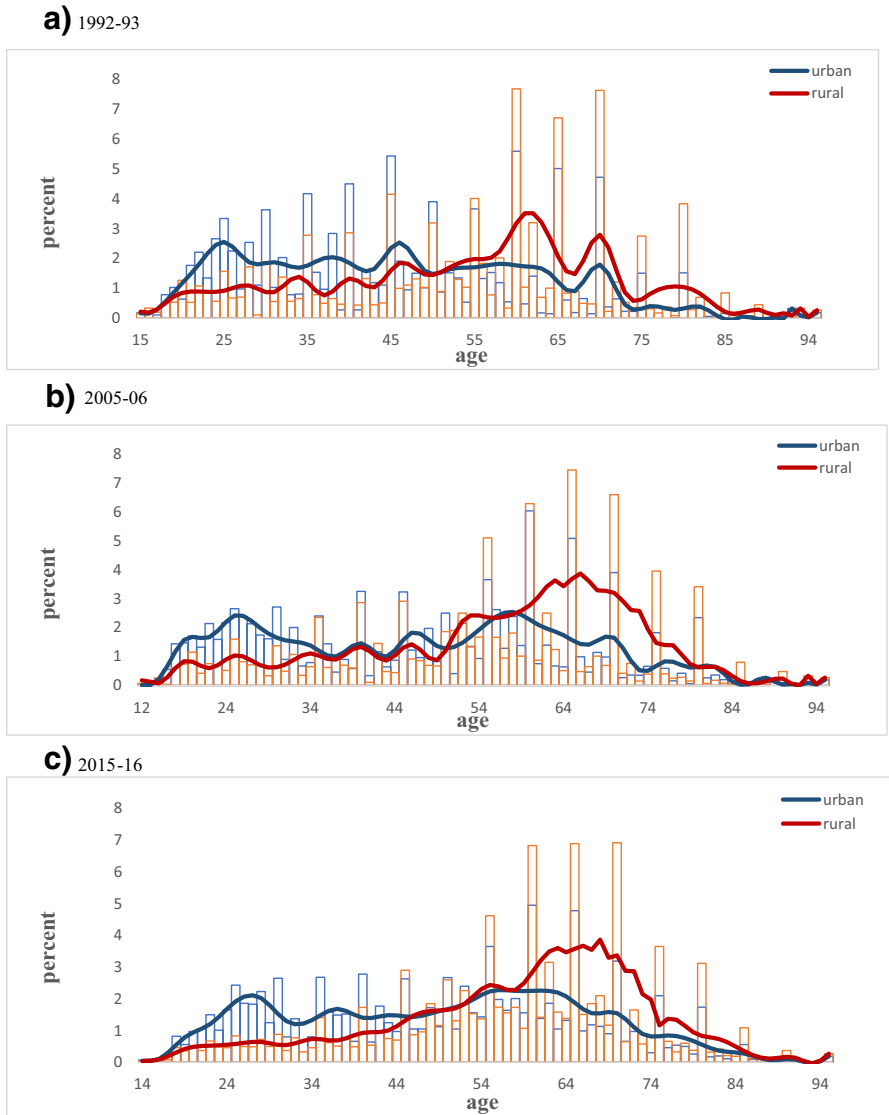 a) 1992-93
8
urban
7
rural
6
5
4
3
2
1
0
percent
15 25 35 45 55 65 75 85 94
age
b) 2005-06
8
urban
7
rural
6
5
4
3
2
1
0
percent
12 24 34 44 54 64 74 84 94
age
c) 2015-16
8
urban
7
rural
6
5
4
3
2
1
0
percent
14 24 34 44 54 64 74 84 94
age